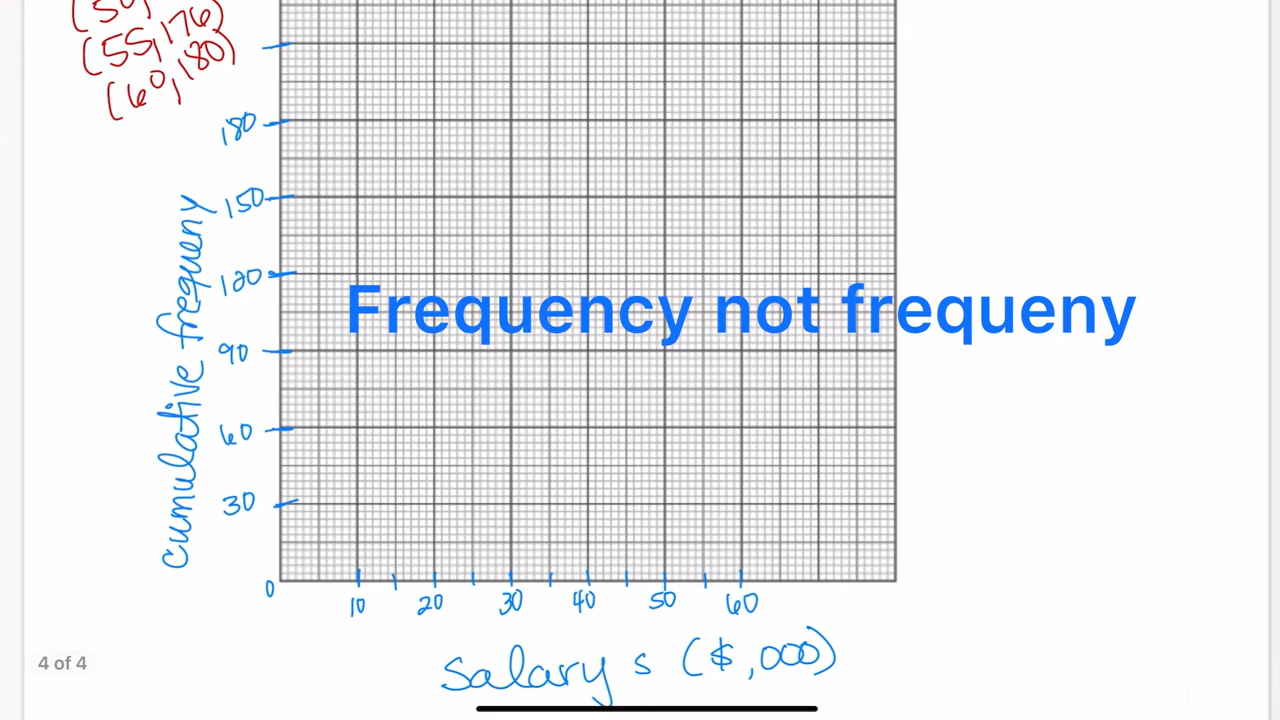 (50,
(55, 176)
(60, 180)
180
150
120
90
60
30
0
cumulative frequeny
Frequency not frequeny
10 20 30 40 50 60
Salary s ($,000)
4 of 4